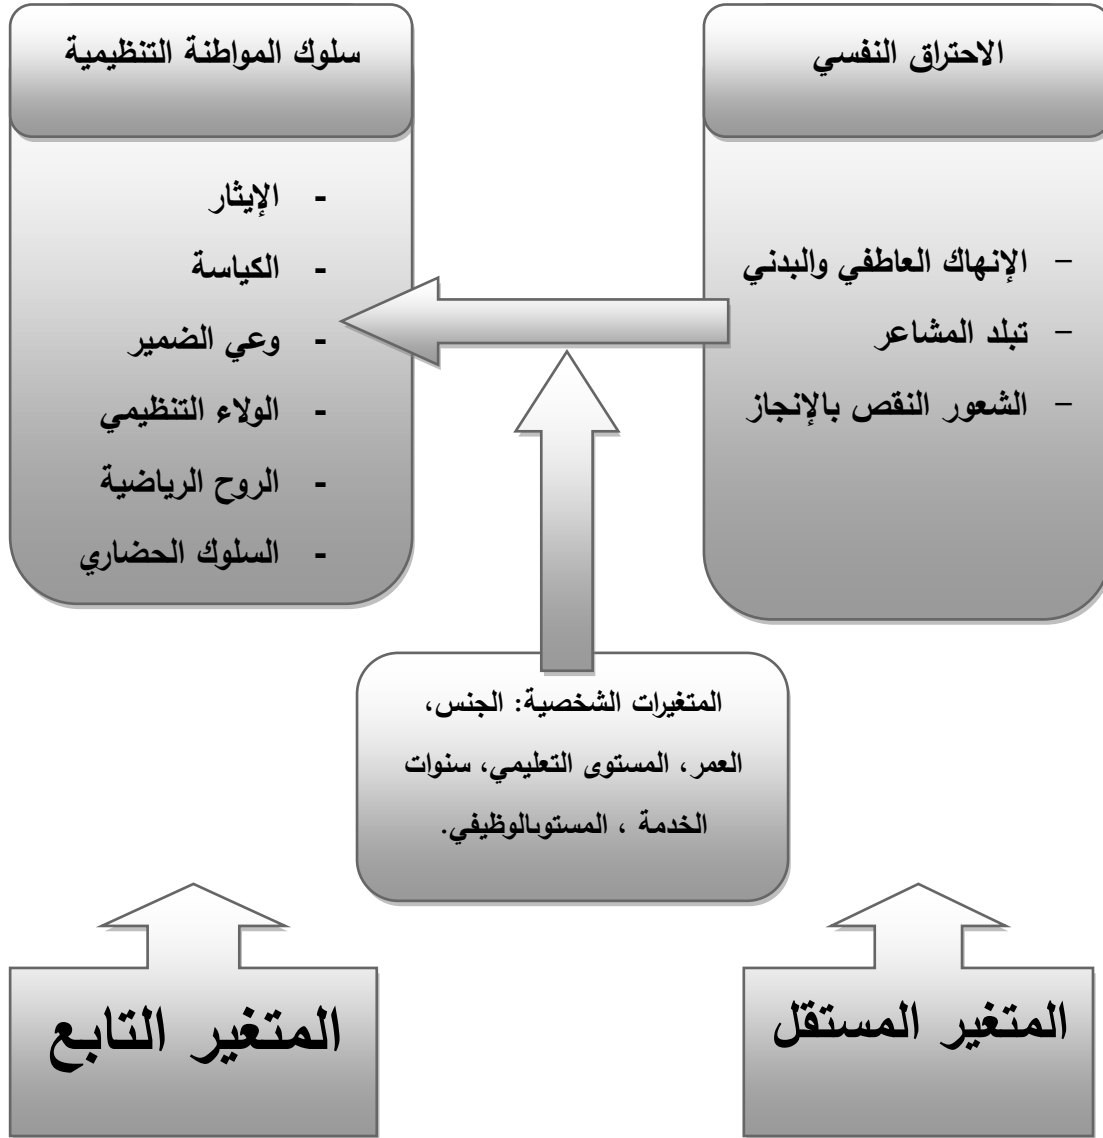 الاحتراق النفسي
– الإنهاك العاطفي والبدني
– تبلد المشاعر
– الشعور النقص بالإنجاز
سلوك المواطنة التنظيمية
- الإيثار
- الكياسة
- وعي الضمير
- الولاء التنظيمي
- الروح الرياضية
- السلوك الحضاري
المتغيرات الشخصية: الجنس،
العمر، المستوى التعليمي، سنوات
الخدمة ، المستوىالوظيفي.
المتغير المستقل
المتغير التابع